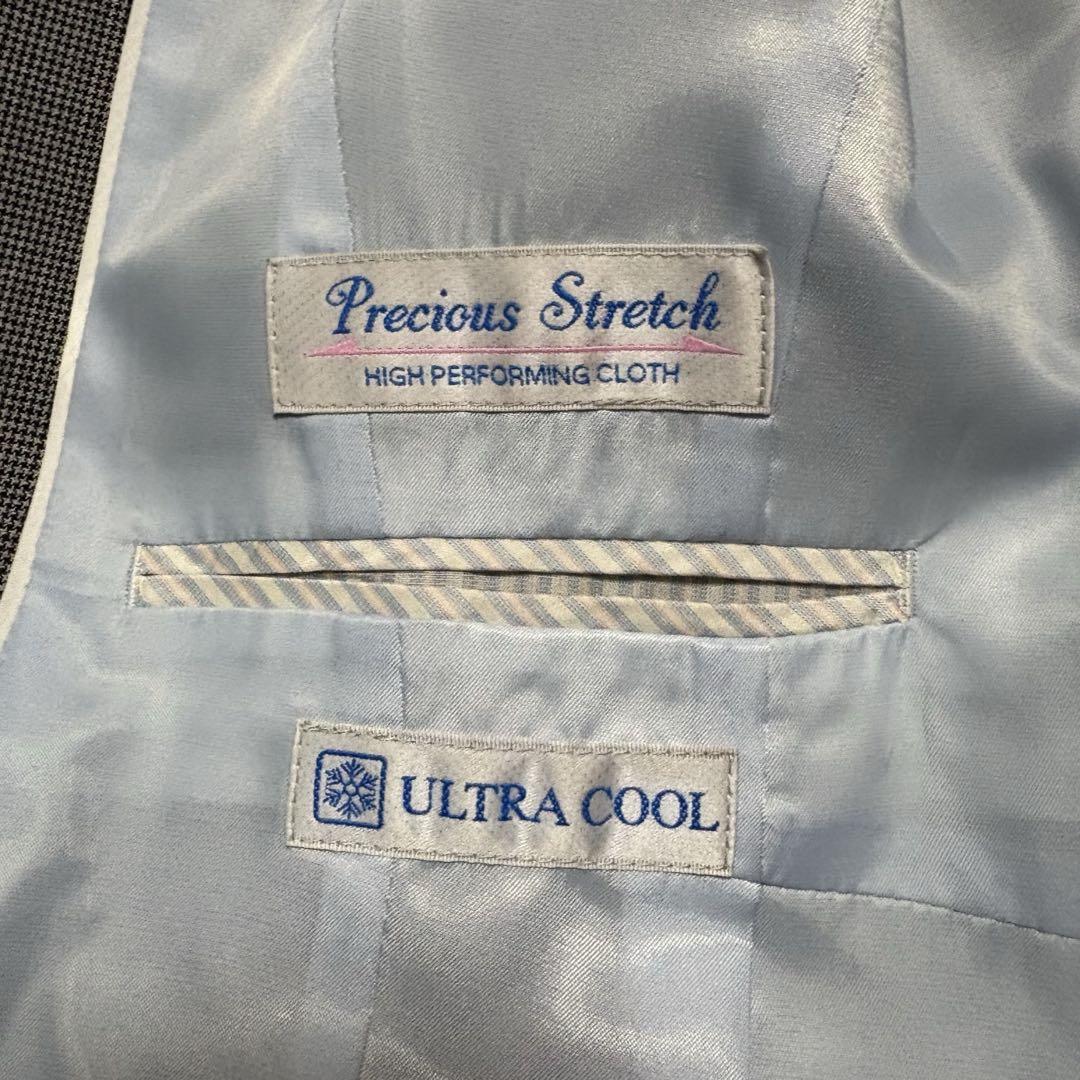 Precious Stretch
HIGH PERFORMING CLOTH
ULTRA COOL